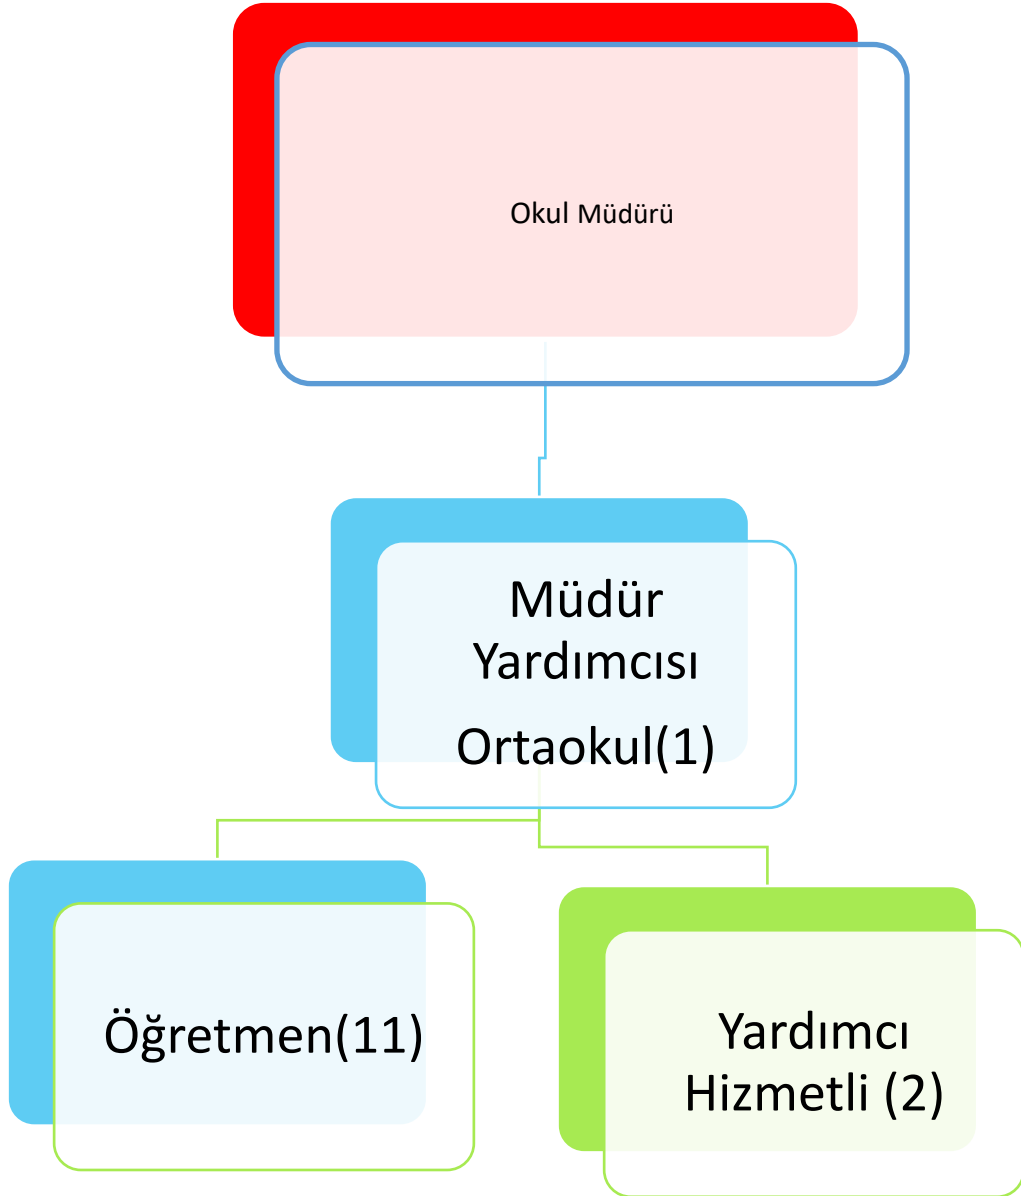 Okul Müdürü
Müdür
Yardımcısı
Ortaokul(1)
Öğretmen(11)
Yardımcı
Hizmetli (2)